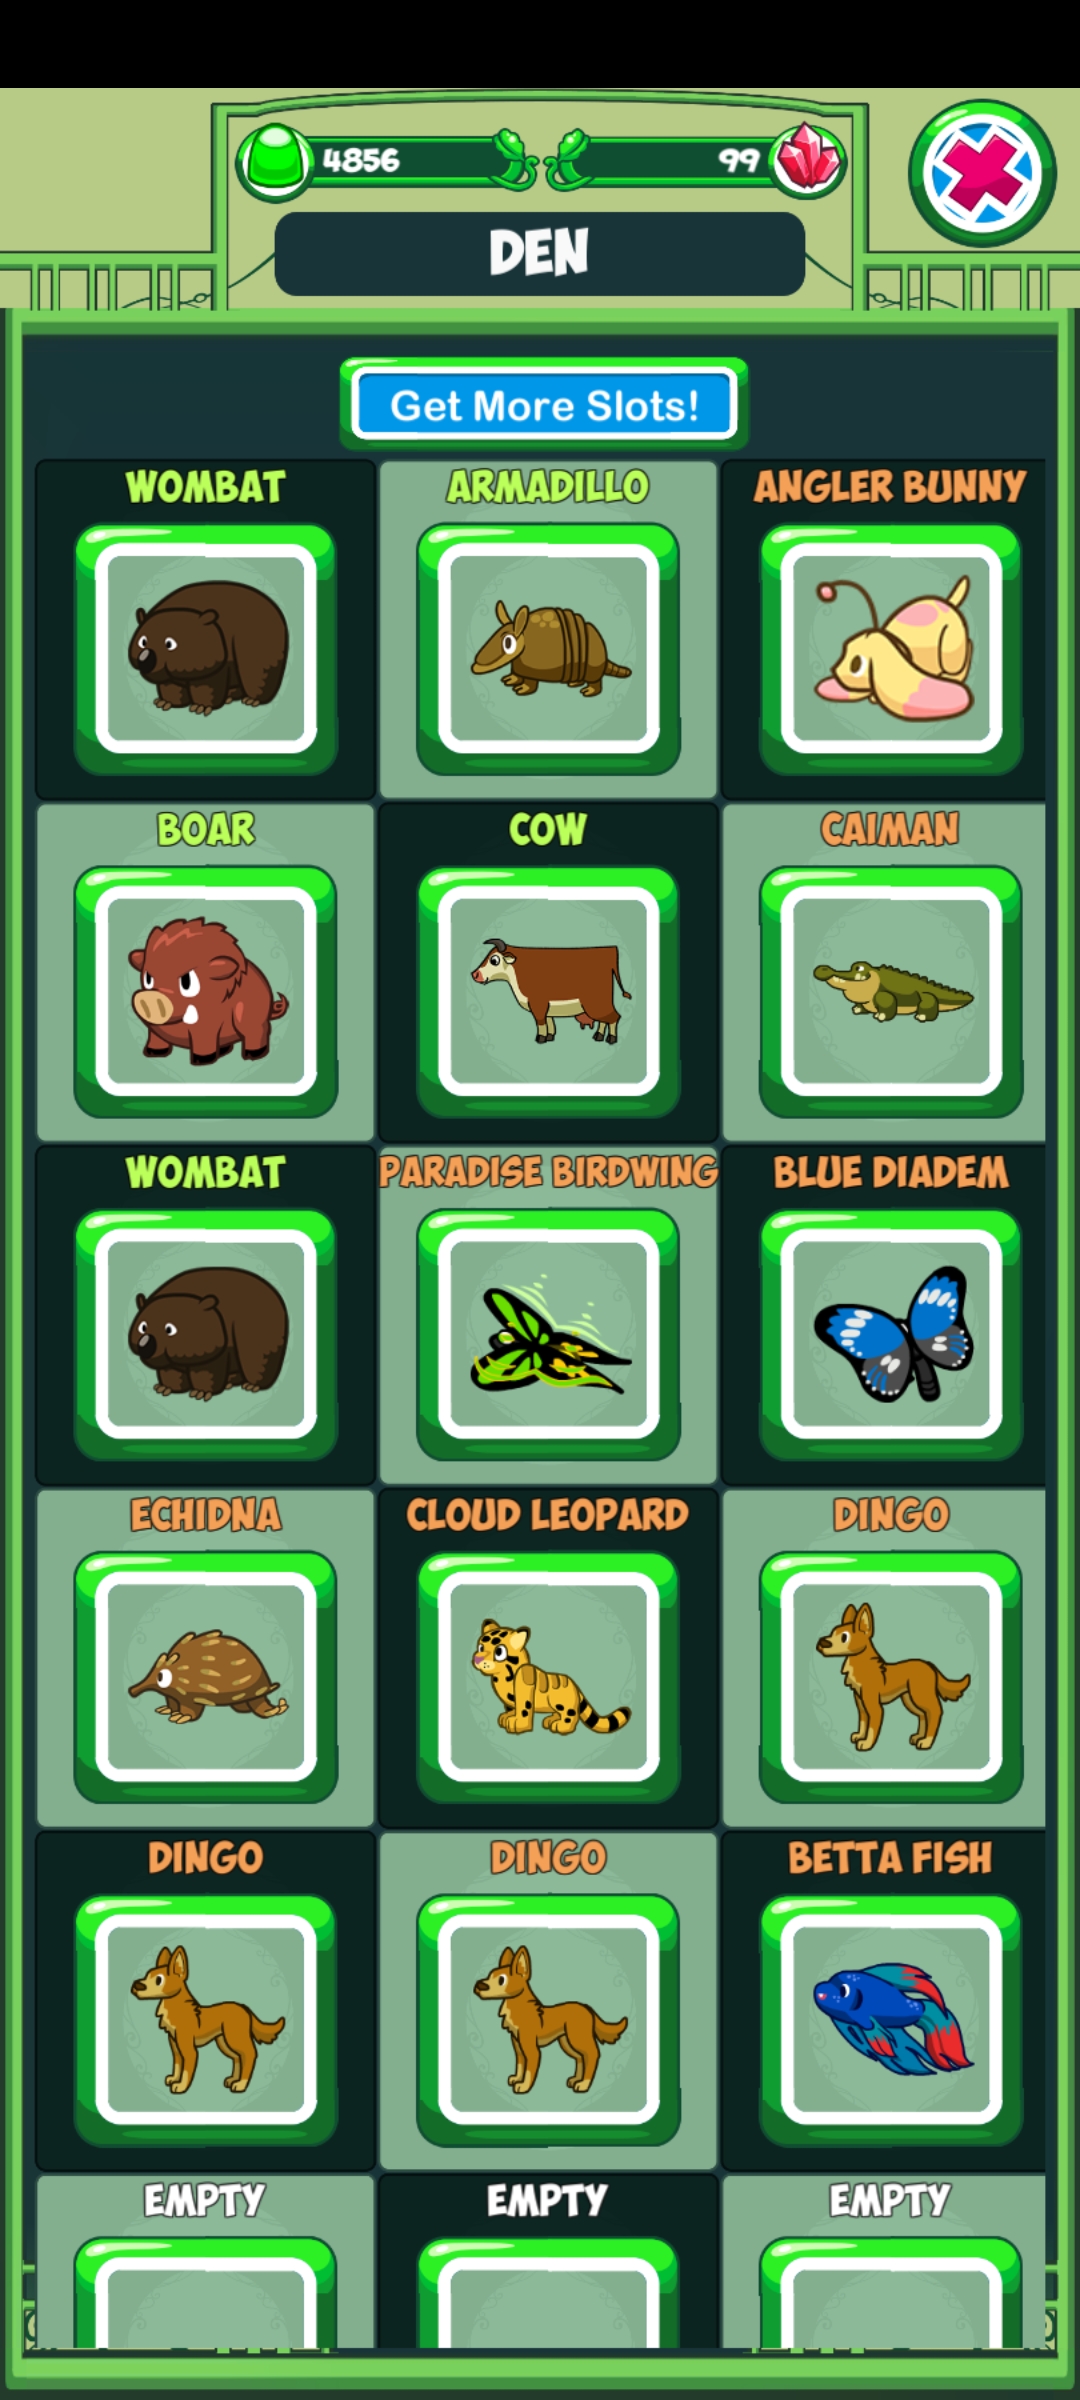 4856
99
DEN
Get More Slots!
WOMBAT
ARMADILLO
ANGLER BUNNY
BOAR
COW
CAIMAN
WOMBAT
PARADISE BIRDWING
BLUE DIADEM
ECHIDNA
CLOUD LEOPARD
DINGO
DINGO
DINGO
BETTA FISH
EMPTY
EMPTY
EMPTY